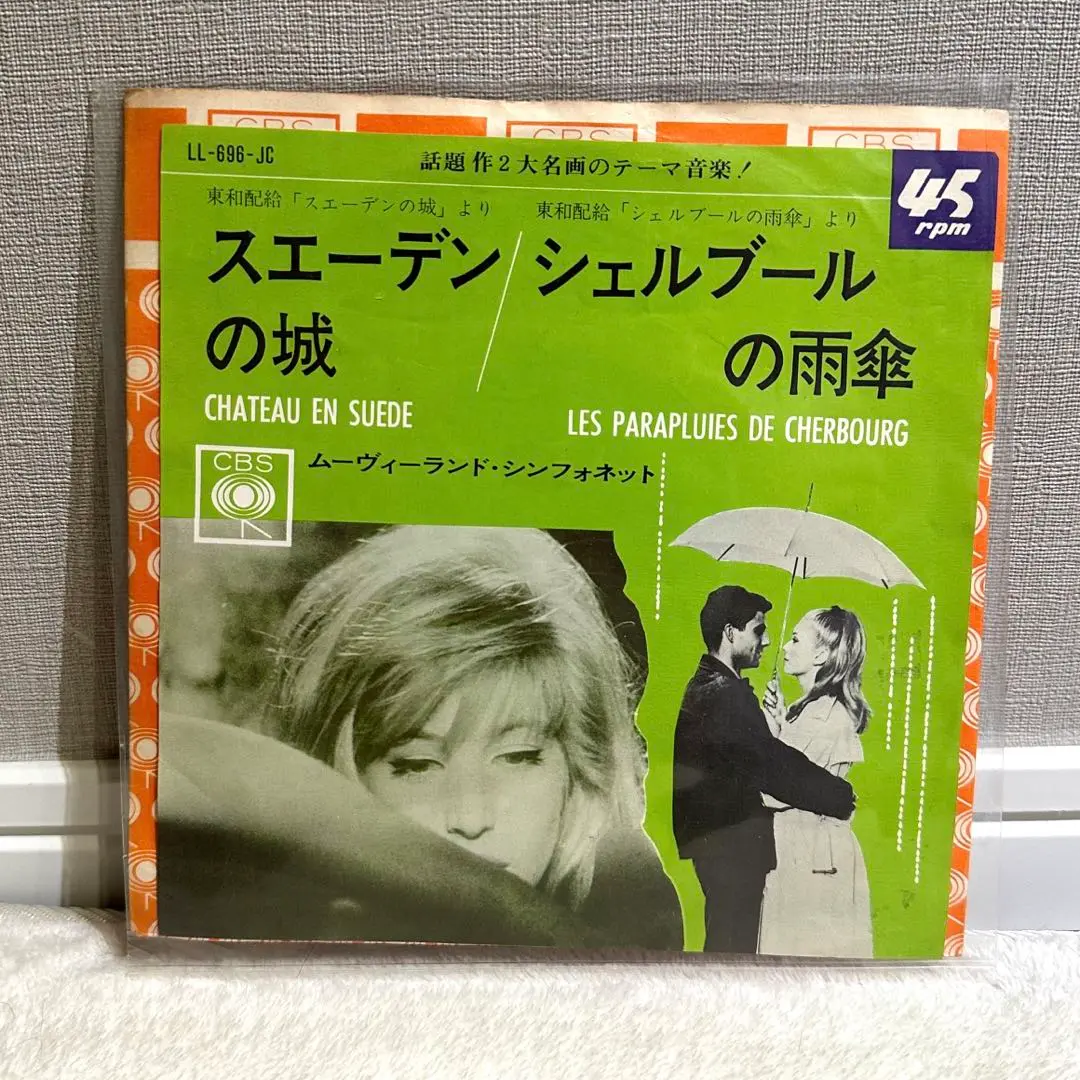 CBS
CBS
CBS
LL-696-JC
話題作2大名画のテーマ音楽!
45
rpm
東和配給「スエーデンの城」より
東和配給「シェルブールの雨傘」より
スエーデン
の城
シェルブール
の雨傘
CHATEAU EN SUEDE
LES PARAPLUIES DE CHERBOURG
CBS
ムーヴィーランド・シンフォネット